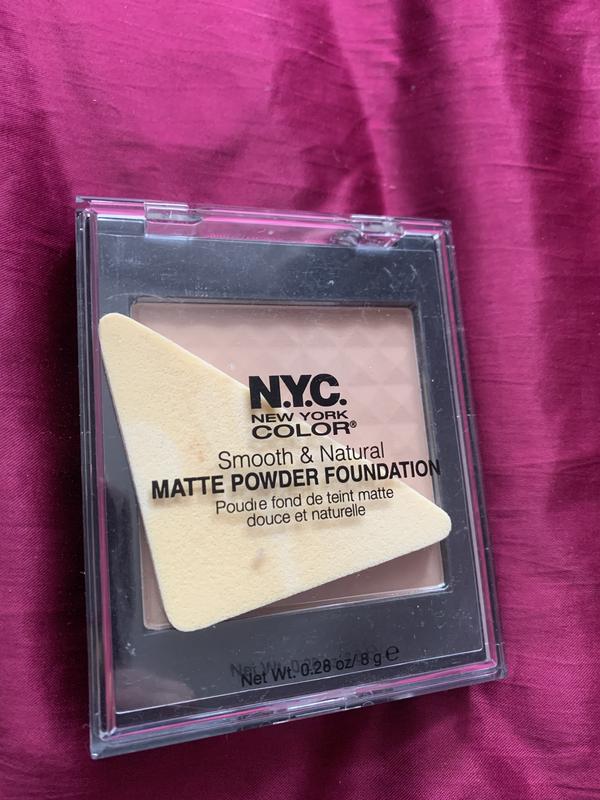 N.Y.C.
NEW YORK
COLOR®
Smooth & Natural
MATTE POWDER FOUNDATION
Poudre fond de teint matte
douce et naturelle
Net Wt. 0.28 oz/ 8 g ℮